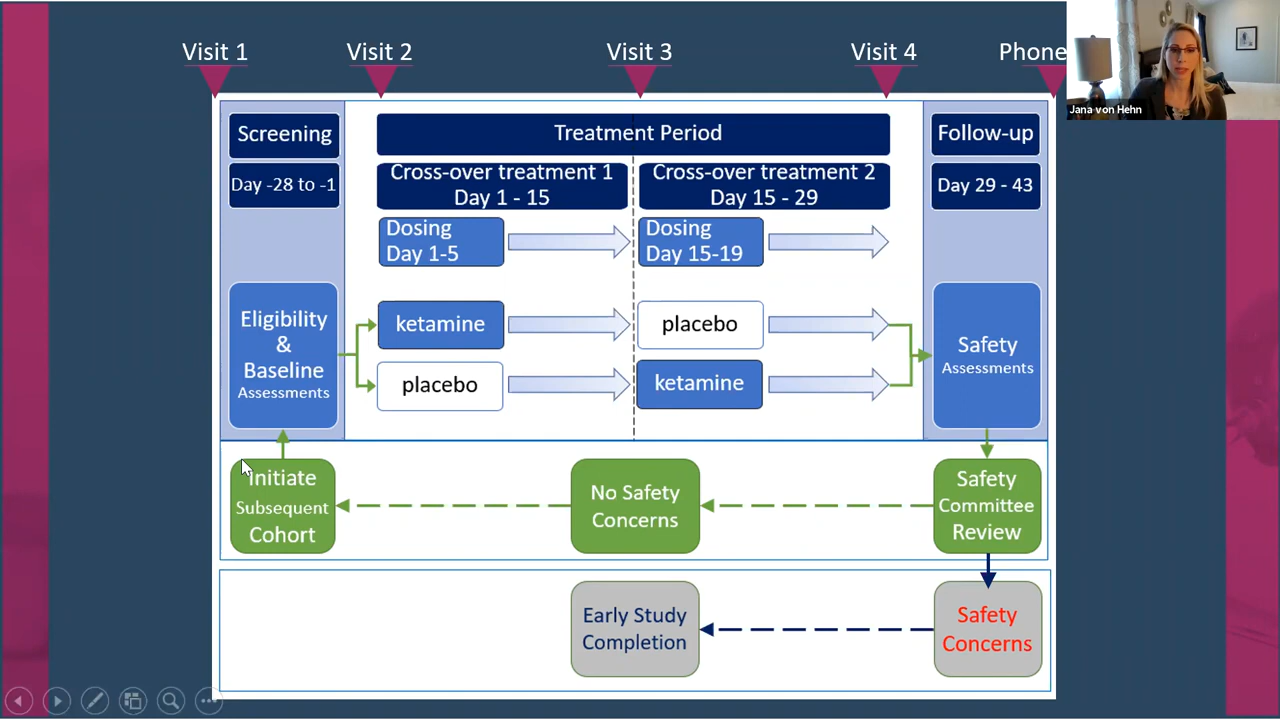 Visit 1
Visit 2
Visit 3
Visit 4
Phone
Jana von Hehn
Screening
Treatment Period
Follow-up
Day -28 to -1
Cross-over treatment 1
Day 1 - 15
Cross-over treatment 2
Day 15 - 29
Day 29 - 43
Dosing
Day 1-5
Dosing
Day 15-19
Eligibility
&
Baseline
Assessments
ketamine
placebo
placebo
ketamine
Safety
Assessments
Initiate
Subsequent
Cohort
No Safety
Concerns
Safety
Committee
Review
Early Study
Completion
Safety
Concerns